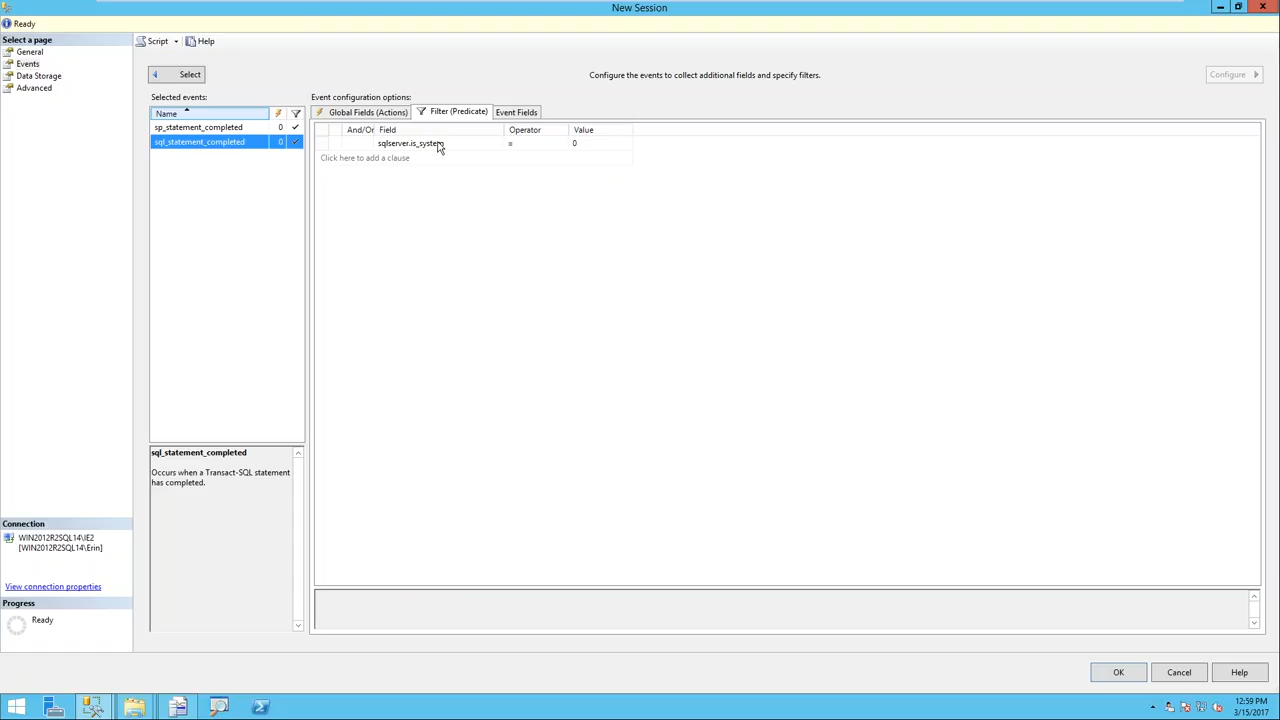 New Session
Ready
Select a page
General
Events
Data Storage
Advanced
Script
Help
Select
Configure the events to collect additional fields and specify filters.
Configure
Selected events:
Event configuration options:
Name
sp_statement_completed 0
sql_statement_completed 0
Global Fields (Actions)
Filter (Predicate)
Event Fields
And/Or Field Operator Value
sqlserver.is_system = 0
Click here to add a clause
sql_statement_completed
Occurs when a Transact-SQL statement
has completed.
Connection
WIN2012R2SQL14\IE2
[WIN2012R2SQL14\Erin]
View connection properties
Progress
Ready
OK
Cancel
Help
12:59 PM
3/15/2017